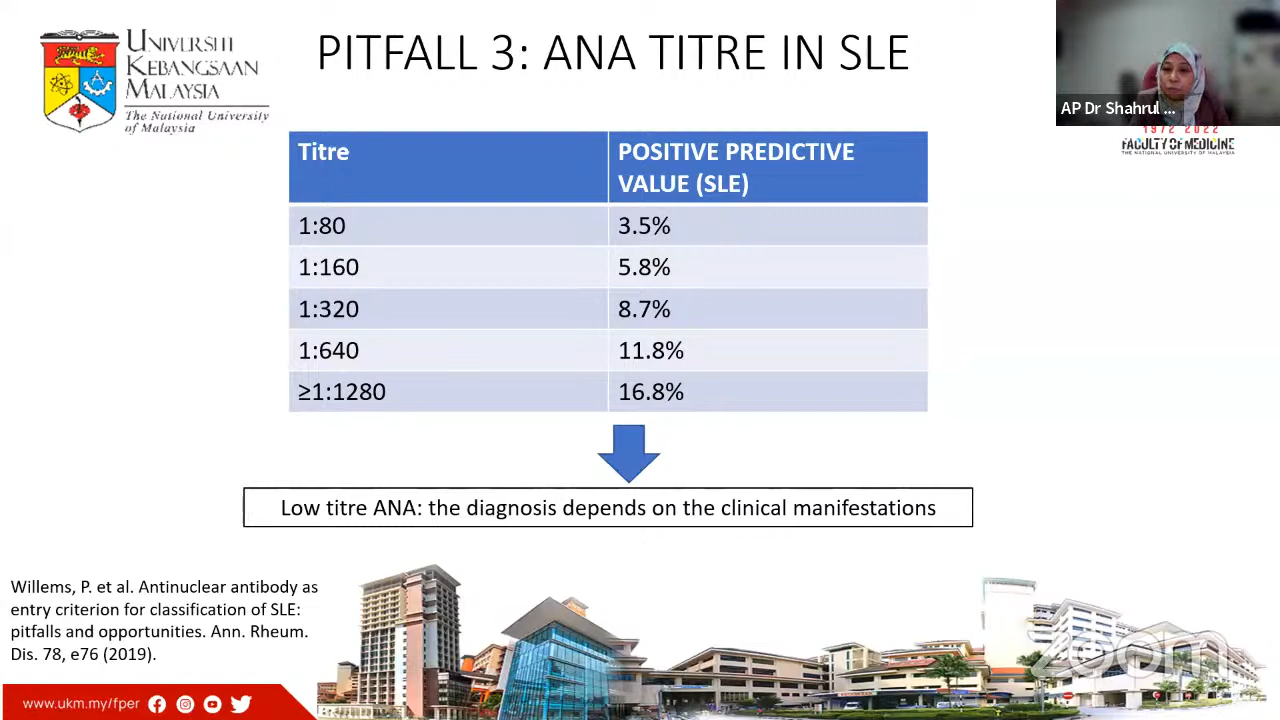 UNIVERSITI
KEBANGSAAN
MALAYSIA
The National University
of Malaysia
PITFALL 3: ANA TITRE IN SLE
AP Dr Shahrul ...
1972 2022
FACULTY OF MEDICINE
THE NATIONAL UNIVERSITY OF MALAYSIA
Titre
POSITIVE PREDICTIVE
VALUE (SLE)
1:80
3.5%
1:160
5.8%
1:320
8.7%
1:640
11.8%
≥1:1280
16.8%
Low titre ANA: the diagnosis depends on the clinical manifestations
Willems, P. et al. Antinuclear antibody as
entry criterion for classification of SLE:
pitfalls and opportunities. Ann. Rheum.
Dis. 78, e76 (2019).
zoom
www.ukm.my/fper